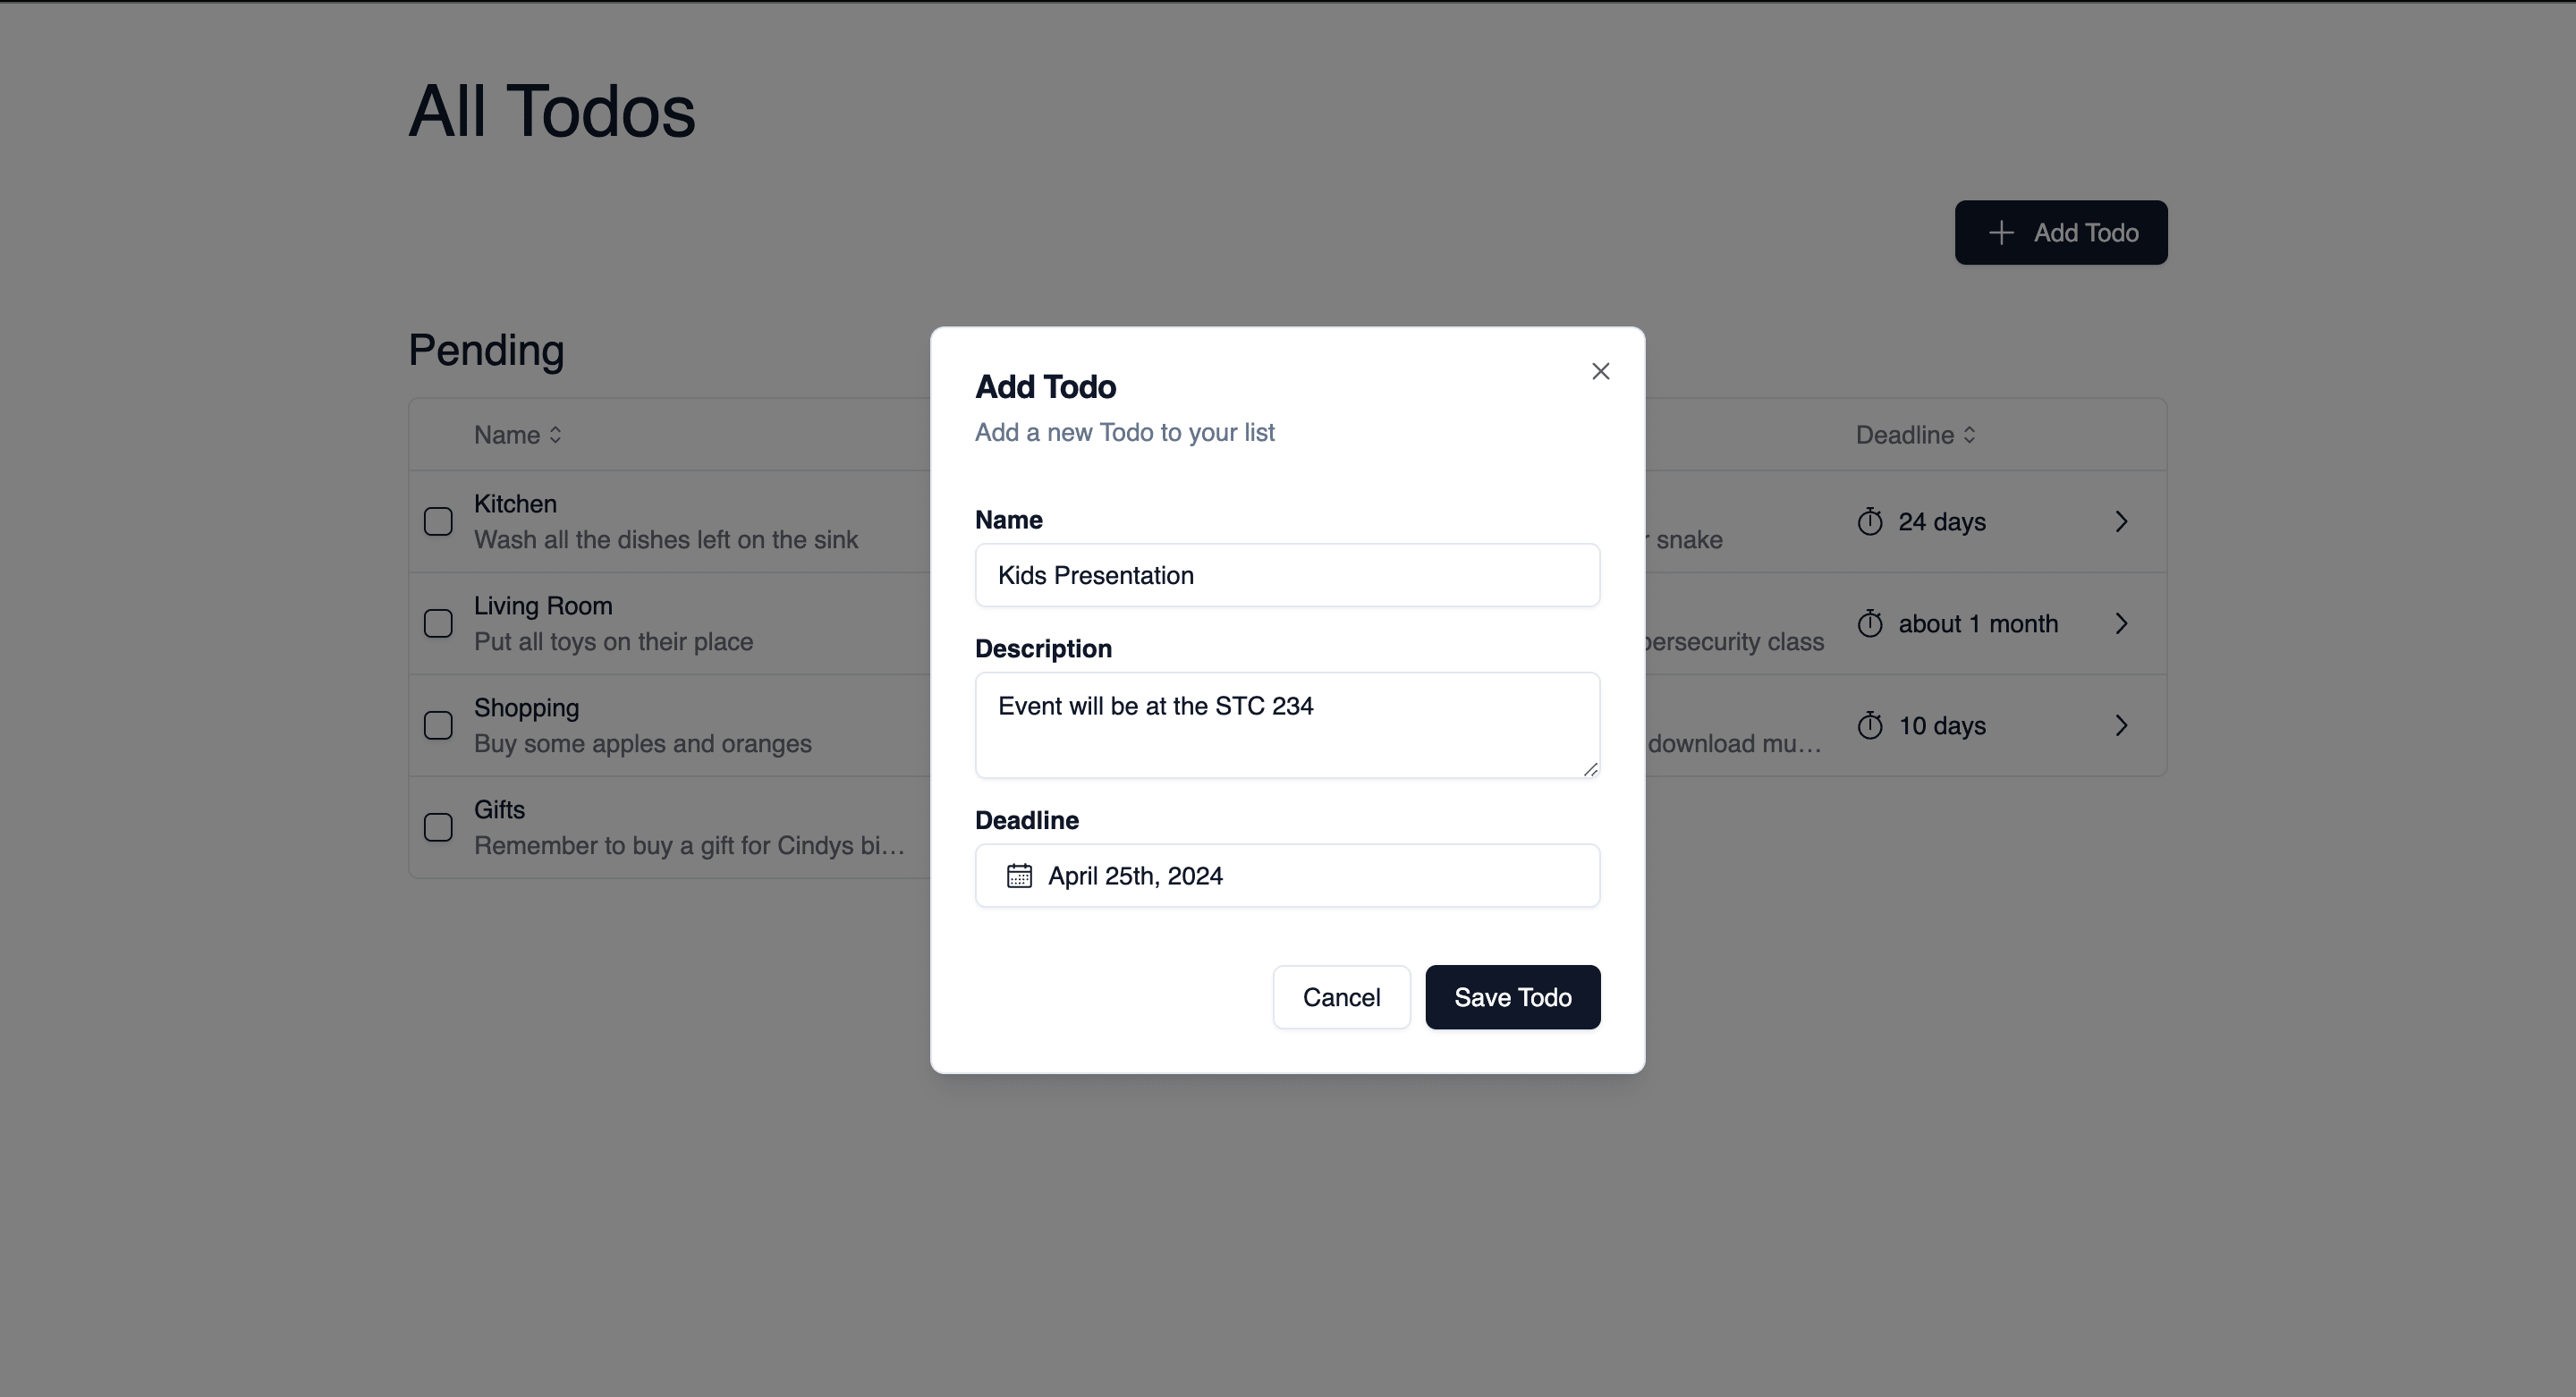 All Todos
Add Todo
Pending
Name
Deadline
Kitchen
Wash all the dishes left on the sink
snake
24 days
Living Room
Put all toys on their place
class
about 1 month
Shopping
Buy some apples and oranges
download mu…
10 days
Gifts
Remember to buy a gift for Cindys bi…
Add Todo
Add a new Todo to your list
Name
Kids Presentation
Description
Event will be at the STC 234
Deadline
April 25th, 2024
Cancel
Save Todo